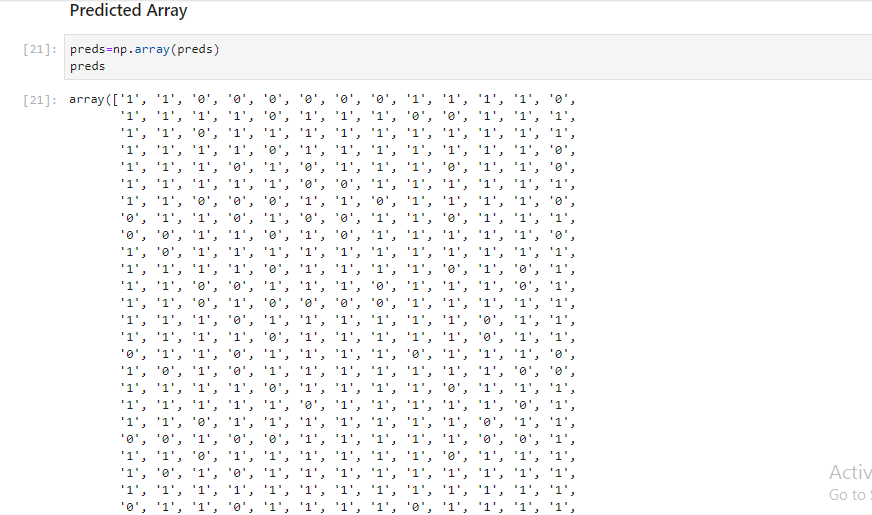 Predicted Array
[21]: preds=np.array(preds)
preds
[21]: array(['1', '1', '0', '0', '0', '0', '0', '0', '1', '1', '1', '1', '0',
'1', '1', '1', '1', '0', '1', '1', '1', '0', '0', '1', '1', '1',
'1', '1', '0', '1', '1', '1', '1', '1', '1', '1', '1', '1', '1',
'1', '1', '1', '1', '0', '1', '1', '1', '1', '1', '1', '1', '0',
'1', '1', '1', '0', '1', '0', '1', '1', '1', '0', '1', '1', '0',
'1', '1', '1', '1', '1', '0', '0', '1', '1', '1', '1', '1', '1',
'1', '1', '0', '0', '0', '1', '1', '0', '1', '1', '1', '1', '0',
'0', '1', '1', '0', '1', '0', '0', '1', '1', '0', '1', '1', '1',
'0', '0', '1', '1', '0', '1', '0', '1', '1', '1', '1', '1', '0',
'1', '0', '1', '1', '1', '1', '1', '1', '1', '1', '1', '1', '1',
'1', '1', '1', '1', '0', '1', '1', '1', '1', '0', '1', '0', '1',
'1', '1', '0', '0', '1', '1', '1', '0', '1', '1', '1', '0', '1',
'1', '1', '0', '1', '0', '0', '0', '0', '1', '1', '1', '1', '1',
'1', '1', '1', '0', '1', '1', '1', '1', '1', '1', '0', '1', '1',
'1', '1', '1', '1', '0', '1', '1', '1', '1', '1', '0', '1', '1',
'0', '1', '1', '0', '1', '1', '1', '1', '0', '1', '1', '1', '0',
'1', '0', '1', '0', '1', '1', '1', '1', '1', '1', '1', '0', '0',
'1', '1', '1', '1', '0', '1', '1', '1', '1', '0', '1', '1', '1',
'1', '1', '1', '1', '1', '0', '1', '1', '1', '1', '1', '0', '1',
'1', '1', '0', '1', '1', '1', '1', '1', '1', '1', '0', '1', '1',
'0', '0', '1', '0', '0', '1', '1', '1', '1', '1', '0', '0', '1',
'1', '1', '0', '1', '1', '1', '1', '1', '1', '0', '1', '1', '1',
'1', '0', '1', '0', '1', '1', '1', '1', '1', '1', '1', '1', '1',
'1', '1', '1', '1', '1', '1', '1', '1', '1', '1', '1', '1', '1',
'0', '1', '1', '0', '1', '1', '1', '1', '0', '1', '1', '1', '1',
Activ
Go to